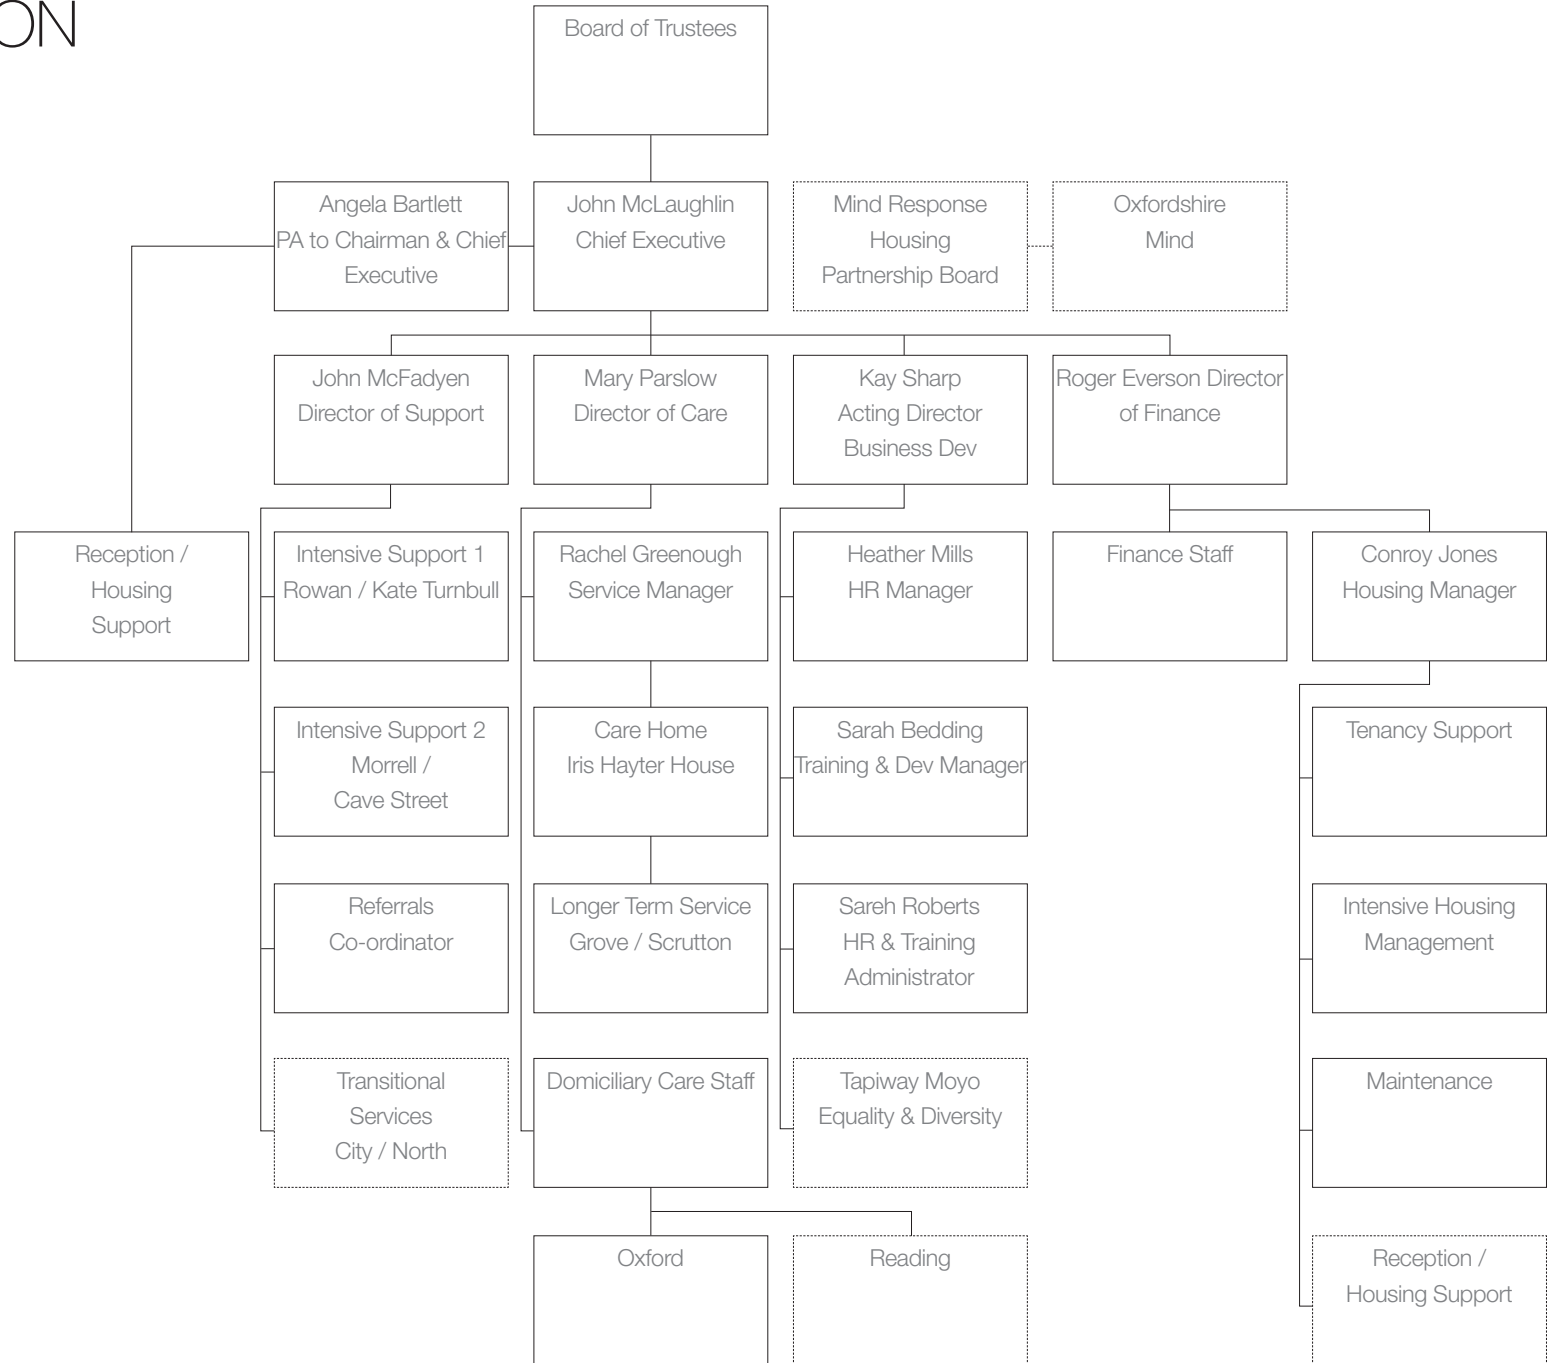 ON
Board of Trustees
Angela Bartlett
PA to Chairman & Chief
Executive
John McLaughlin
Chief Executive
Mind Response
Housing
Partnership Board
Oxfordshire
Mind
John McFadyen
Director of Support
Mary Parslow
Director of Care
Kay Sharp
Acting Director
Business Dev
Roger Everson Director
of Finance
Reception /
Housing
Support
Intensive Support 1
Rowan / Kate Turnbull
Rachel Greenough
Service Manager
Heather Mills
HR Manager
Finance Staff
Conroy Jones
Housing Manager
Intensive Support 2
Morrell /
Cave Street
Care Home
Iris Hayter House
Sarah Bedding
Training & Dev Manager
Tenancy Support
Referrals
Co-ordinator
Longer Term Service
Grove / Scrutton
Sareh Roberts
HR & Training
Administrator
Intensive Housing
Management
Transitional
Services
City / North
Domiciliary Care Staff
Tapiway Moyo
Equality & Diversity
Maintenance
Oxford
Reading
Reception /
Housing Support